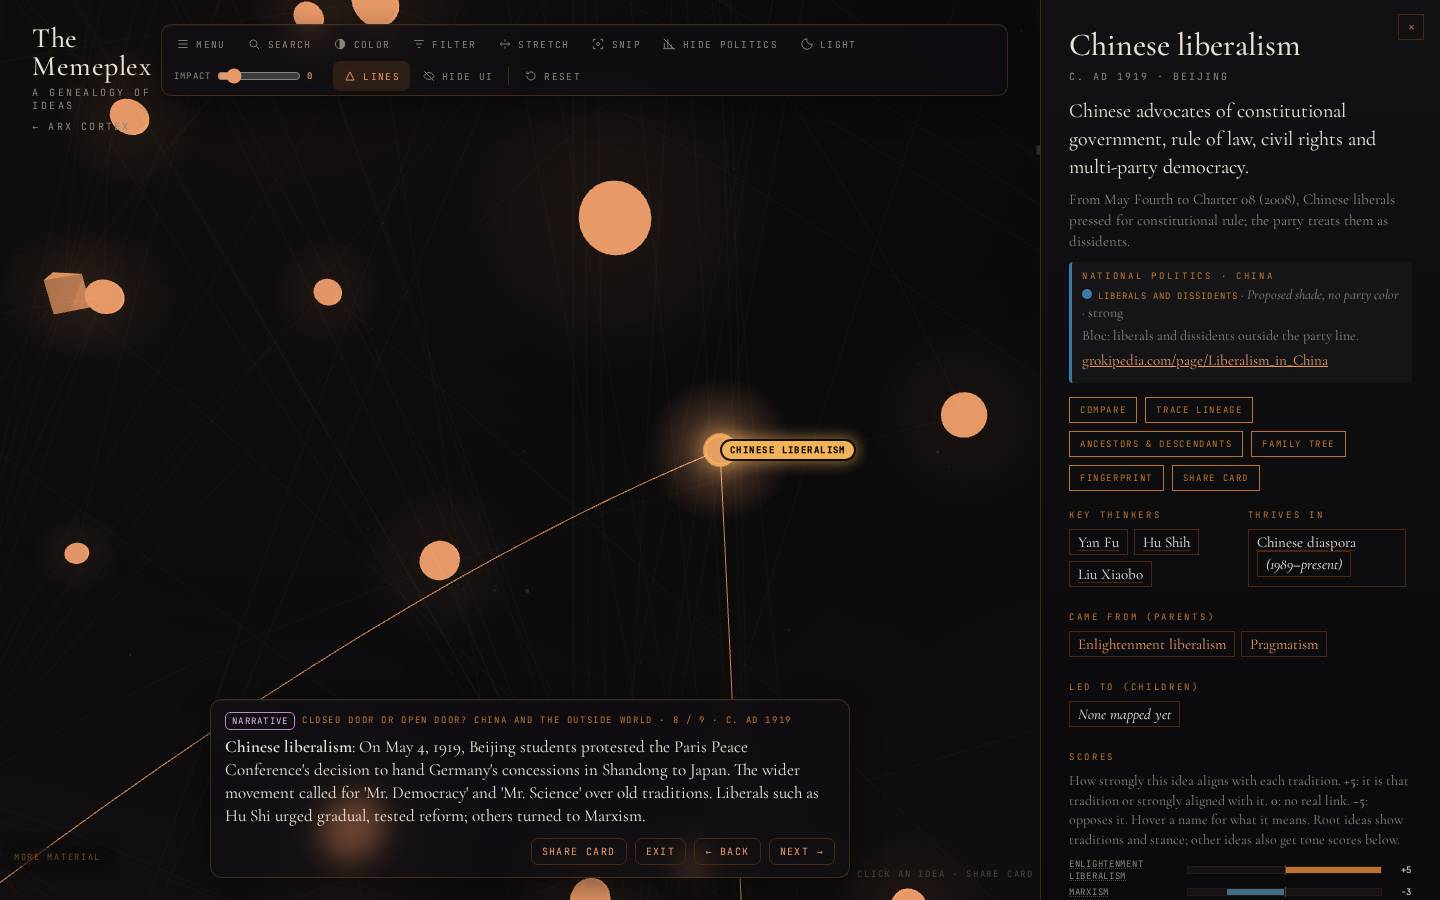 The
Memeplex
A GENEALOGY OF
IDEAS
← ARX CORTEX
MENU
SEARCH
COLOR
FILTER
STRETCH
SNIP
HIDE POLITICS
LIGHT
IMPACT
0
LINES
HIDE UI
RESET
CHINESE LIBERALISM
NARRATIVE CLOSED DOOR OR OPEN DOOR? CHINA AND THE OUTSIDE WORLD · 8 / 9 · C. AD 1919
Chinese liberalism: On May 4, 1919, Beijing students protested the Paris Peace
Conference's decision to hand Germany's concessions in Shandong to Japan. The wider
movement called for 'Mr. Democracy' and 'Mr. Science' over old traditions. Liberals such as
Hu Shi urged gradual, tested reform; others turned to Marxism.
SHARE CARD
EXIT
← BACK
NEXT →
MORE MATERIAL
CLICK AN IDEA · SHARE CARD
×
Chinese liberalism
C. AD 1919 · BEIJING
Chinese advocates of constitutional
government, rule of law, civil rights and
multi-party democracy.
From May Fourth to Charter 08 (2008), Chinese liberals
pressed for constitutional rule; the party treats them as
dissidents.
NATIONAL POLITICS · CHINA
LIBERALS AND DISSIDENTS · Proposed shade, no party color
· strong
Bloc: liberals and dissidents outside the party line.
grokipedia.com/page/Liberalism_in_China
COMPARE
TRACE LINEAGE
ANCESTORS & DESCENDANTS
FAMILY TREE
FINGERPRINT
SHARE CARD
KEY THINKERS
Yan Fu
Hu Shih
Liu Xiaobo
THRIVES IN
Chinese diaspora
(1989–present)
CAME FROM (PARENTS)
Enlightenment liberalism
Pragmatism
LED TO (CHILDREN)
None mapped yet
SCORES
How strongly this idea aligns with each tradition. +5: it is that
tradition or strongly aligned with it. 0: no real link. −5:
opposes it. Hover a name for what it means. Root ideas show
traditions and stance; other ideas also get tone scores below.
ENLIGHTENMENT
LIBERALISM
+5
MARXISM
-3